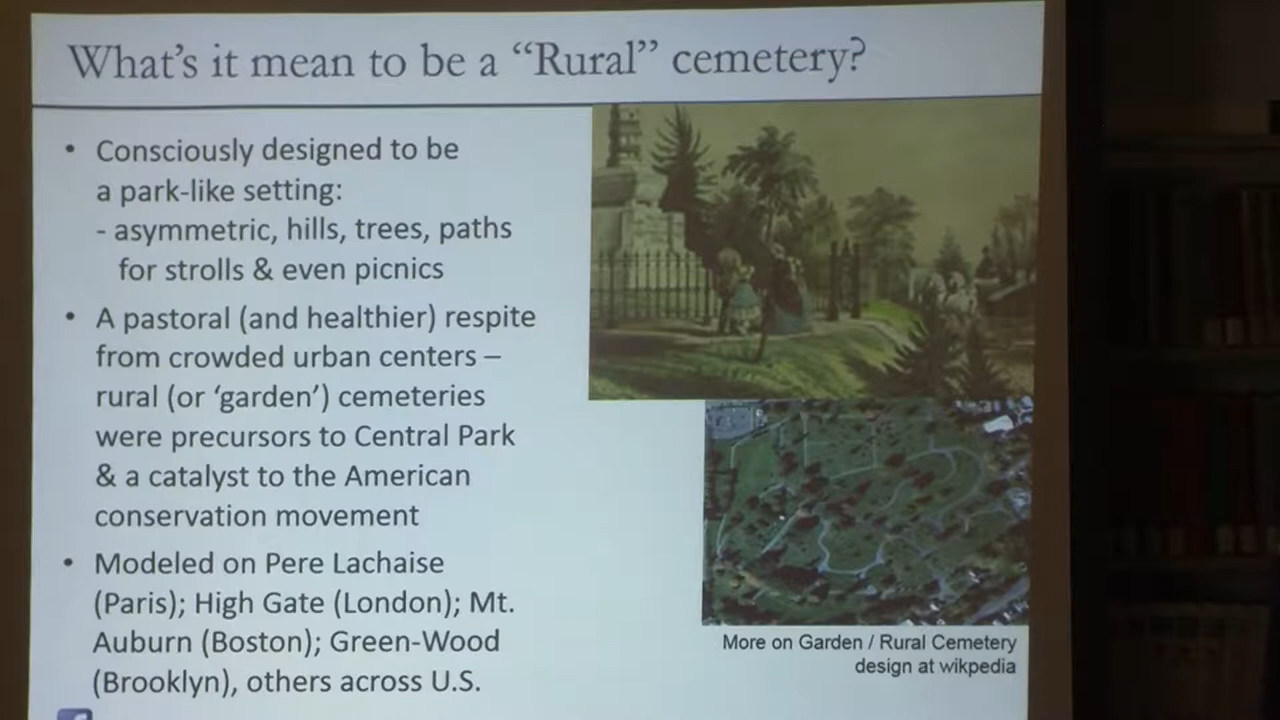 What's it mean to be a “Rural” cemetery?
• Consciously designed to be
a park-like setting:
- asymmetric, hills, trees, paths
for strolls & even picnics
• A pastoral (and healthier) respite
from crowded urban centers –
rural (or ‘garden’) cemeteries
were precursors to Central Park
& a catalyst to the American
conservation movement
• Modeled on Pere Lachaise
(Paris); High Gate (London); Mt.
Auburn (Boston); Green-Wood
(Brooklyn), others across U.S.
More on Garden / Rural Cemetery
design at wikpedia